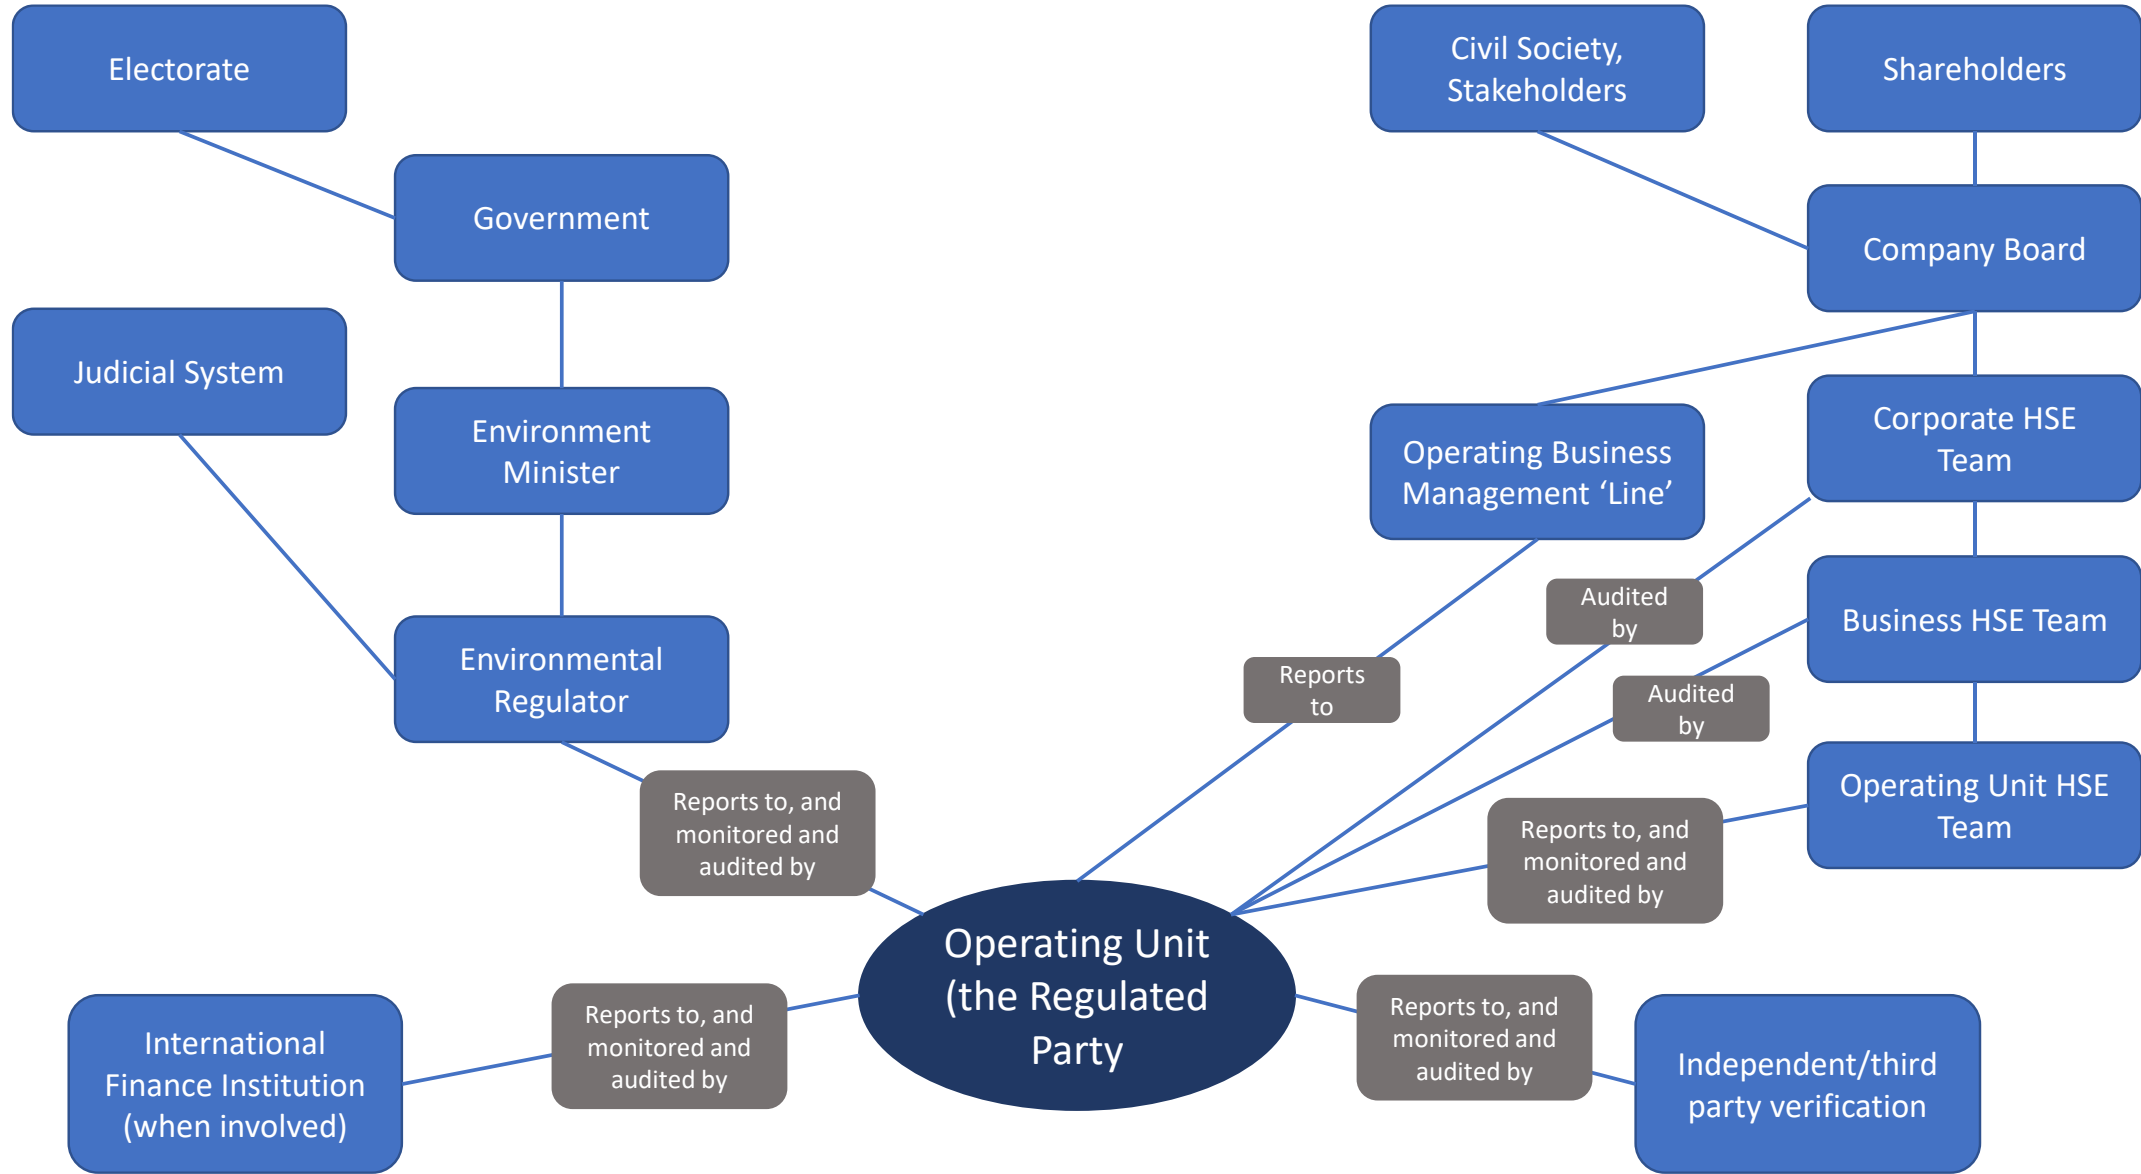 Electorate
Civil Society,
Stakeholders
Shareholders
Government
Company Board
Judicial System
Environment
Minister
Operating Business
Management ‘Line’
Corporate HSE
Team
Audited
by
Business HSE Team
Environmental
Regulator
Reports
to
Audited
by
Operating Unit HSE
Team
Reports to, and
monitored and
audited by
Reports to, and
monitored and
audited by
Operating Unit
(the Regulated
Party
International
Finance Institution
(when involved)
Reports to, and
monitored and
audited by
Reports to, and
monitored and
audited by
Independent/third
party verification